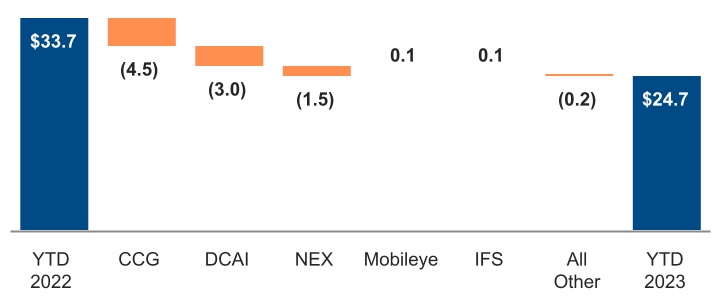 $33.7
(4.5)
(3.0)
(1.5)
0.1
0.1
(0.2)
$24.7
YTD
2022
CCG
DCAI
NEX
Mobileye
IFS
All
Other
YTD
2023